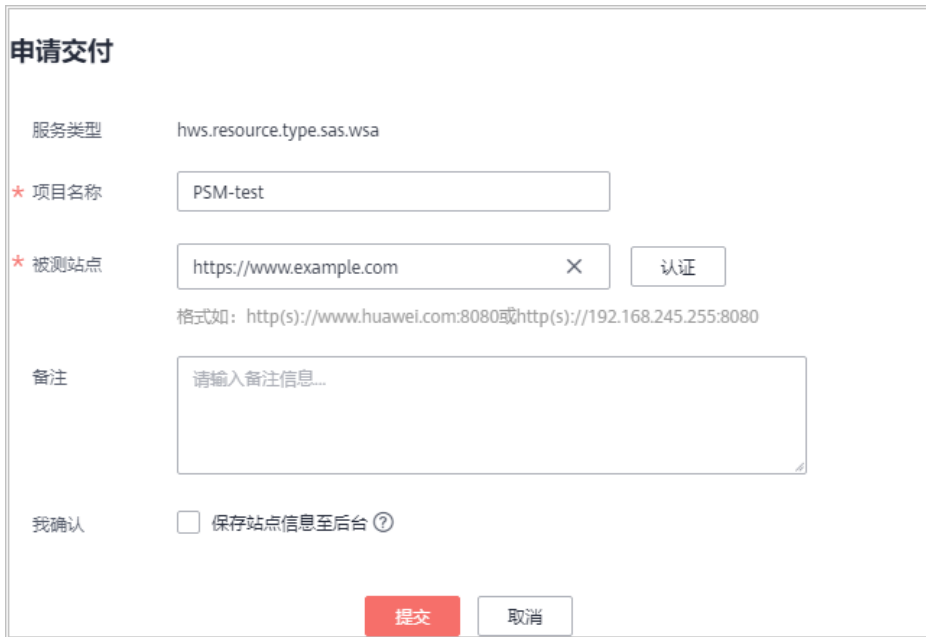 申请交付
服务类型 hws.resource.type.sas.wsa
* 项目名称 PSM-test
* 被测站点 https://www.example.com × 认证
格式如：http(s)://www.huawei.com:8080或http(s)://192.168.245.255:8080
备注 请输入备注信息...
我确认 保存站点信息至后台 ?
提交 取消